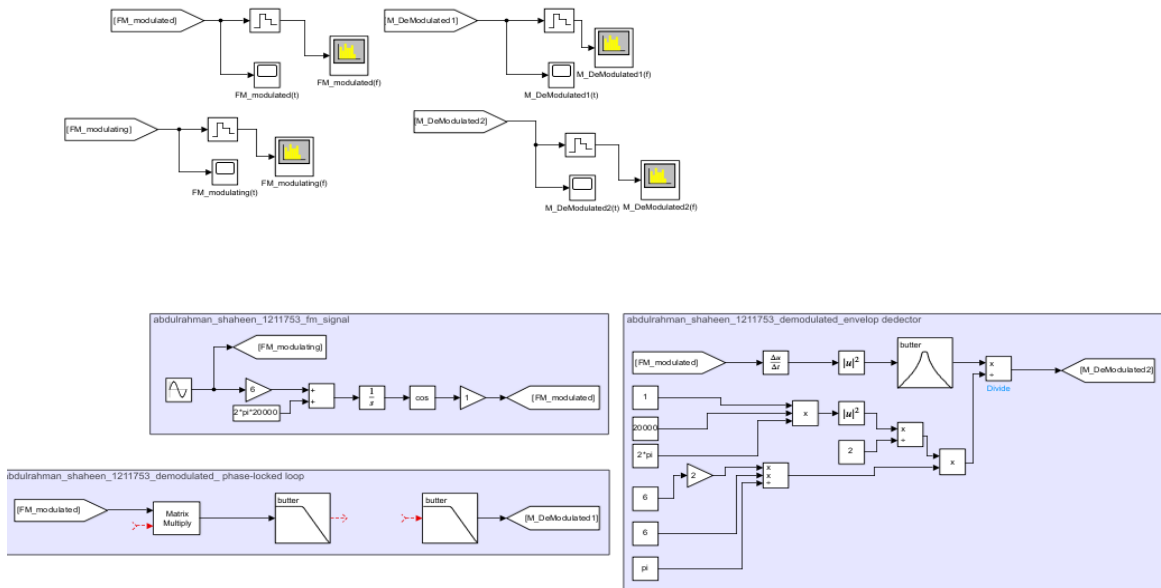 [FM_modulated]
FM_modulated(t)
FM_modulated(f)
M_DeModulated1]
M_DeModulated1(t)
M_DeModulated1(f)
[FM_modulating]
FM_modulating(t)
FM_modulating(f)
[M_DeModulated2]
M_DeModulated2(t)
M_DeModulated2(f)
abdulrahman_shaheen_1211753_fm_signal
[FM_modulating]
6
+
+
2*pi*20000
1
s
cos
1
[FM_modulated]
abdulrahman_shaheen_1211753_demodulated_ phase-locked loop
[FM_modulated]
Matrix
Multiply
butter
butter
[M_DeModulated1]
abdulrahman_shaheen_1211753_demodulated_envelop dedector
[FM_modulated]
Δu
Δt
|u|²
butter
×
÷
Divide
[M_DeModulated2]
1
20000
2*pi
x
|u|²
2
×
÷
x
6
2
×
×
÷
6
pi